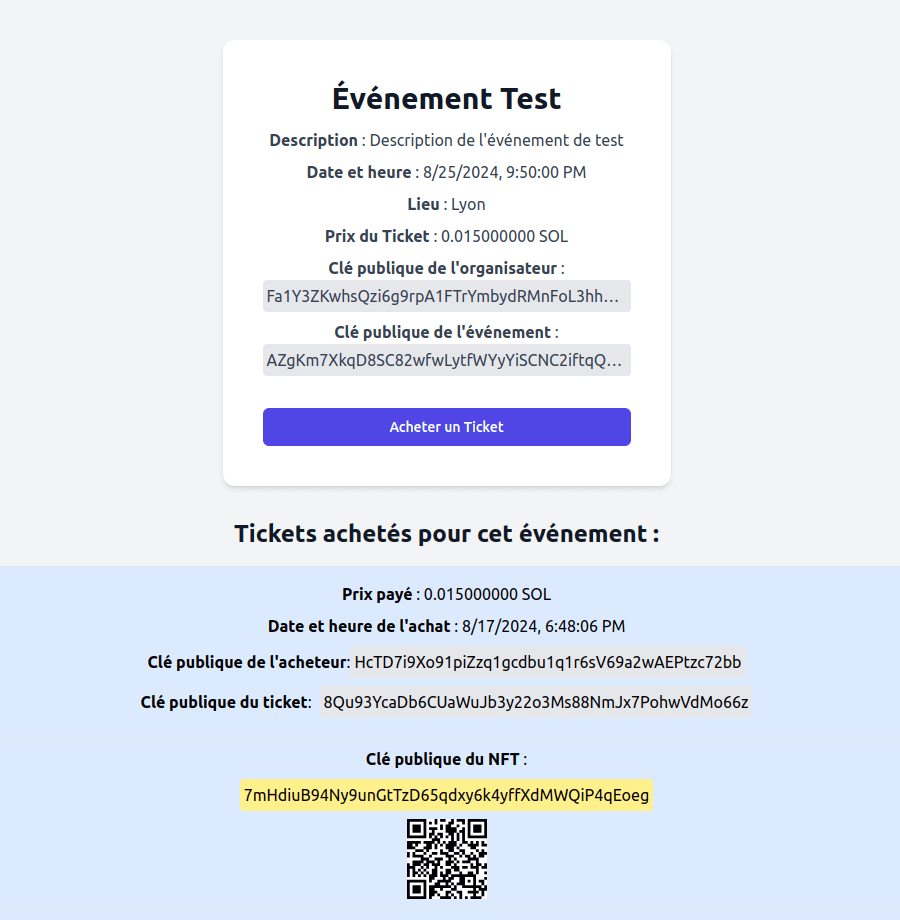 Événement Test
Description : Description de l'événement de test
Date et heure : 8/25/2024, 9:50:00 PM
Lieu : Lyon
Prix du Ticket : 0.015000000 SOL
Clé publique de l'organisateur :
Fa1Y3ZKwhsQzi6g9rpA1FTrYmbydRMnFoL3hh...
Clé publique de l'événement :
AZgKm7XkqD8SC82wfwLytfWYyYiSCNC2iftqQ...
Acheter un Ticket
Tickets achetés pour cet événement :
Prix payé : 0.015000000 SOL
Date et heure de l'achat : 8/17/2024, 6:48:06 PM
Clé publique de l'acheteur: HcTD7i9Xo91piZzq1gcdbu1q1r6sV69a2wAEPtzc72bb
Clé publique du ticket: 8Qu93YcaDb6CUaWuJb3y22o3Ms88NmJx7PohwVdMo66z
Clé publique du NFT :
7mHdiuB94Ny9unGtTzD65qdxy6k4yffXdMWQiP4qEoeg